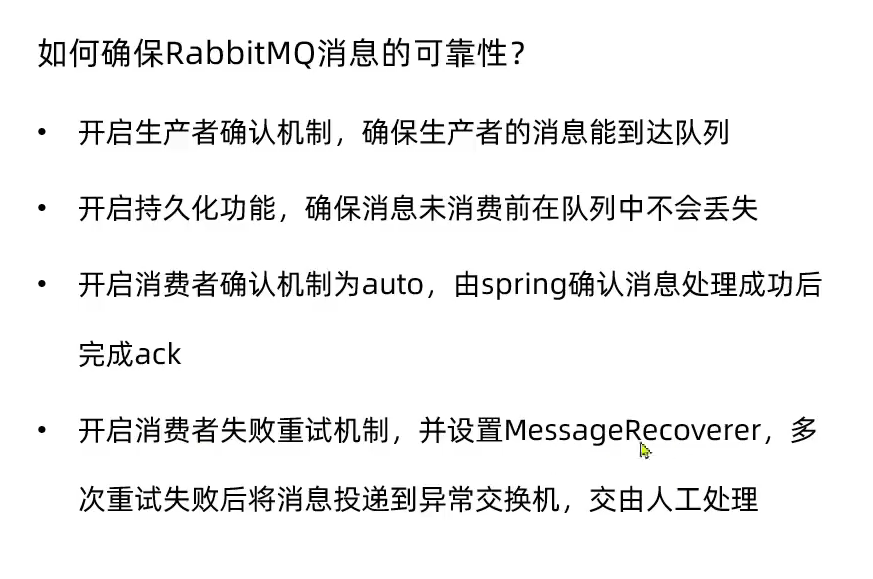 如何确保RabbitMQ消息的可靠性？
• 开启生产者确认机制，确保生产者的消息能到达队列
• 开启持久化功能，确保消息未消费前在队列中不会丢失
• 开启消费者确认机制为auto，由spring确认消息处理成功后
完成ack
• 开启消费者失败重试机制，并设置MessageRecoverer，多
次重试失败后将消息投递到异常交换机，交由人工处理